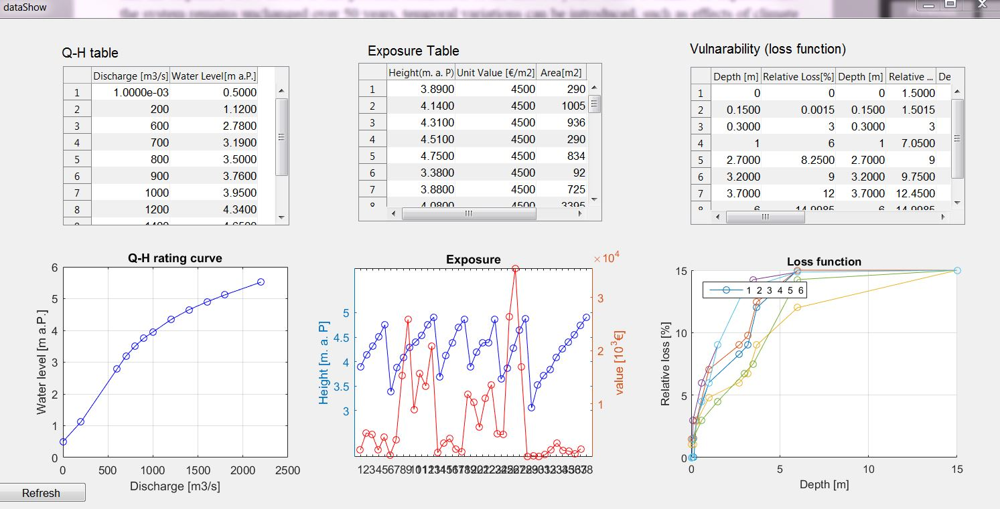 dataShow
the system remains unchanged over 50 years, temporal variations can be introduced, such as effects of climate
Q-H table
Discharge [m3/s] Water Level[m a.P.]
1 1.0000e-03 0.5000
2 200 1.1200
3 600 2.7800
4 700 3.1900
5 800 3.5000
6 900 3.7600
7 1000 3.9500
8 1200 4.3400
Exposure Table
Height(m. a. P) Unit Value [€/m2] Area[m2]
1 3.8900 4500 290
2 4.1400 4500 1005
3 4.3100 4500 936
4 4.5100 4500 290
5 4.7500 4500 834
6 3.3800 4500 92
7 3.8800 4500 725
8 4.0800 4500 3395
Vulnarability (loss function)
Depth [m] Relative Loss[%] Depth [m] Relative ... De
1 0 0 0 1.5000
2 0.1500 0.0015 0.1500 1.5015
3 0.3000 3 0.3000 3
4 1 6 1 7.0500
5 2.7000 8.2500 2.7000 9
6 3.2000 9 3.2000 9.7500
7 3.7000 12 3.7000 12.4500
8 6 14.9985 6 14.9985
Q-H rating curve
Water level [m a.P.]
6
5
4
3
2
1
0
0 500 1000 1500 2000 2500
Discharge [m3/s]
Exposure
×10⁴
Height [m. a. P]
5
4.5
4
3.5
3
3
2
1
value [10³€]
Loss function
Relative loss [%]
15
10
5
0
1 2 3 4 5 6
0 5 10 15
Depth [m]
Refresh